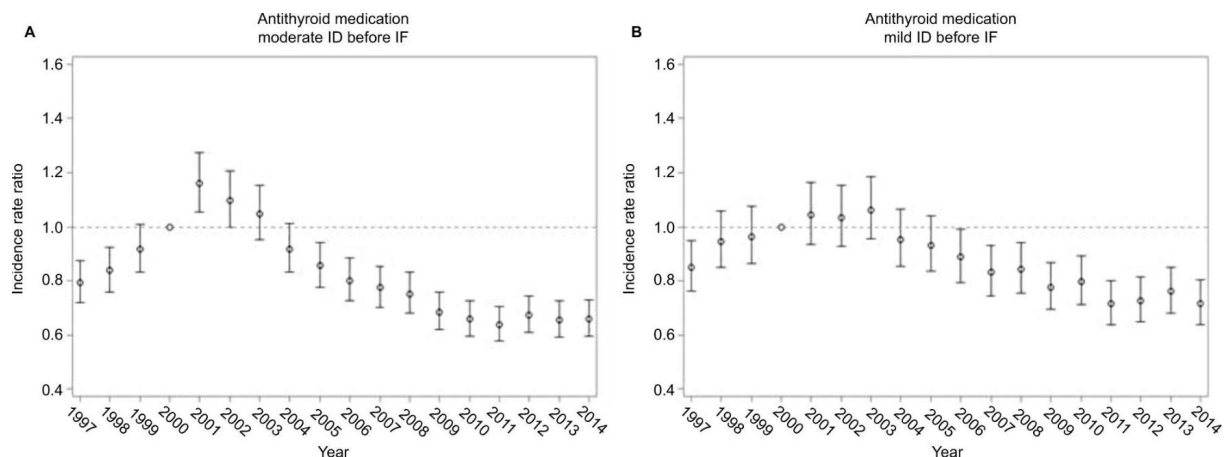 A
Antithyroid medication
moderate ID before IF
Incidence rate ratio
1.6
1.4
1.2
1.0
0.8
0.6
0.4
1997 1998 1999 2000 2001 2002 2003 2004 2005 2006 2007 2008 2009 2010 2011 2012 2013 2014
Year
B
Antithyroid medication
mild ID before IF
Incidence rate ratio
1.6
1.4
1.2
1.0
0.8
0.6
0.4
1997 1998 1999 2000 2001 2002 2003 2004 2005 2006 2007 2008 2009 2010 2011 2012 2013 2014
Year